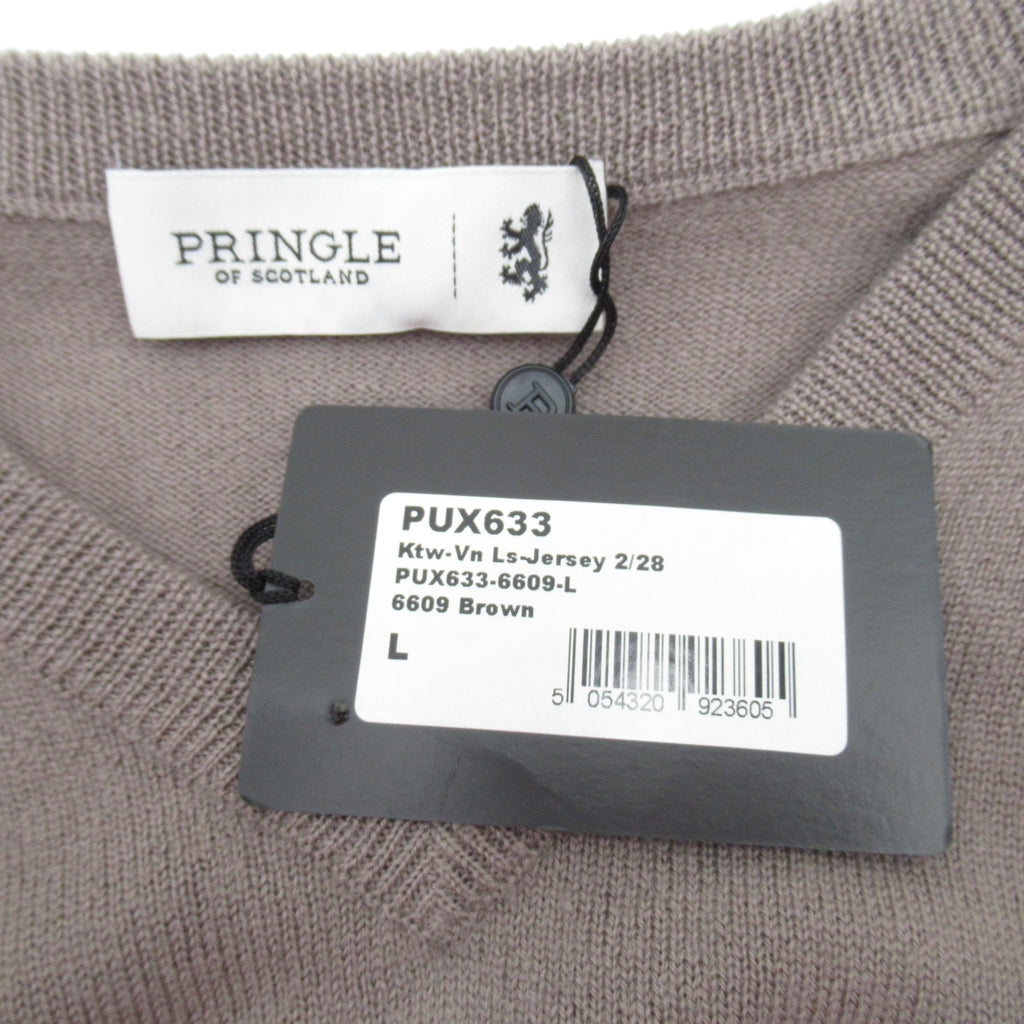 PRINGLE
OF SCOTLAND
PUX633
Ktw-Vn Ls-Jersey 2/28
PUX633-6609-L
6609 Brown
L
5 054320 923605